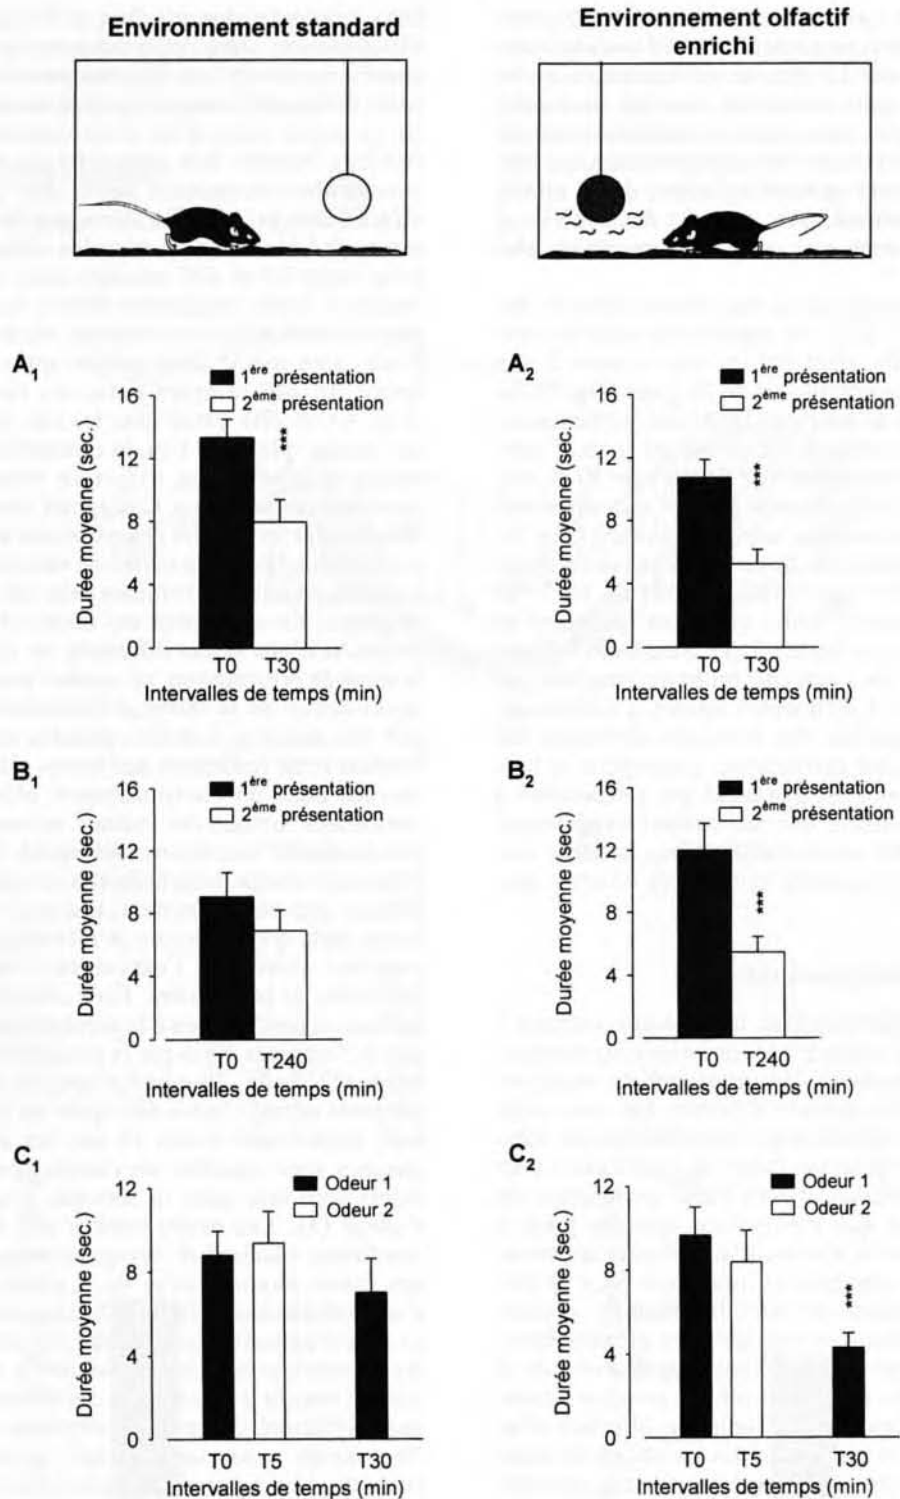 Environnement standard
Environnement olfactif
enrichi
A1
1ère présentation
2ème présentation
16
12
8
4
0
Durée moyenne (sec.)
***
T0 T30
Intervalles de temps (min)
A2
1ère présentation
2ème présentation
16
12
8
4
0
Durée moyenne (sec.)
T0 T30
Intervalles de temps (min)
B1
1ère présentation
2ème présentation
16
12
8
4
0
Durée moyenne (sec.)
T0 T240
Intervalles de temps (min)
B2
1ère présentation
2ème présentation
16
12
8
4
0
Durée moyenne (sec.)
***
T0 T240
Intervalles de temps (min)
C1
Odeur 1
Odeur 2
12
8
4
0
Durée moyenne (sec.)
T0 T5 T30
Intervalles de temps (min)
C2
Odeur 1
Odeur 2
12
8
4
0
Durée moyenne (sec.)
***
T0 T5 T30
Intervalles de temps (min)